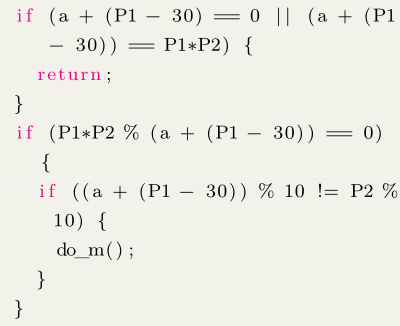 if (a + (P1 − 30) == 0 || (a + (P1
− 30)) == P1*P2) {
return;
}
if (P1*P2 % (a + (P1 − 30)) == 0)
{
if ((a + (P1 − 30)) % 10 != P2 %
10) {
do_m();
}
}